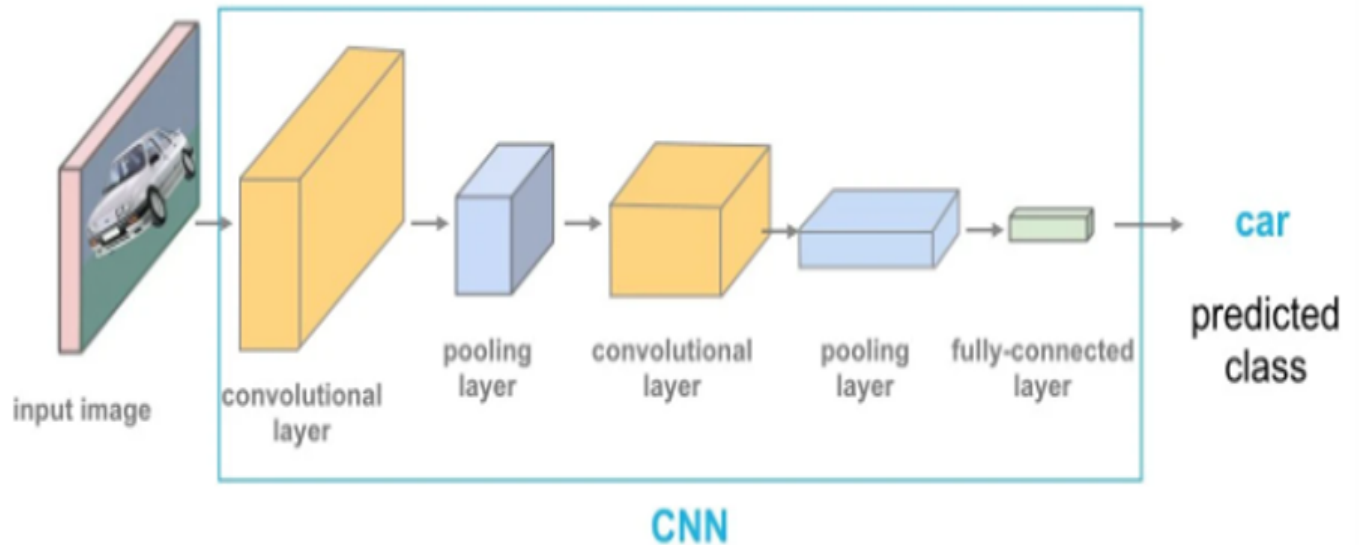 input image
convolutional
layer
pooling
layer
convolutional
layer
pooling
layer
fully-connected
layer
car
predicted
class
CNN